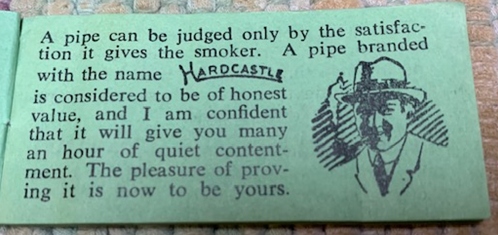 A pipe can be judged only by the satisfac-
tion it gives the smoker. A pipe branded
with the name HARDCASTLE
is considered to be of honest
value, and I am confident
that it will give you many
an hour of quiet content-
ment. The pleasure of prov-
ing it is now to be yours.